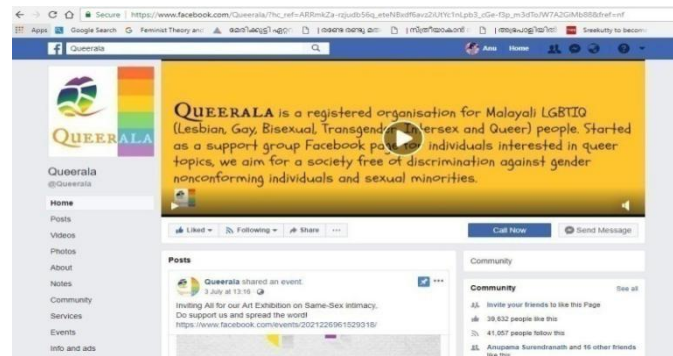 Secure | https://www.facebook.com/Queerala/?hc_ref=
Apps Google Search Feminist Theory and
Queerala
Anu Home
QUEERALA
QUEERALA is a registered organisation for Malayali LGBTIQ
(Lesbian, Gay, Bisexual, Transgender, Intersex and Queer) people. Started
as a support group Facebook page for individuals interested in queer
topics, we aim for a society free of discrimination against gender
nonconforming individuals and sexual minorities.
Queerala
@Queerala
Home
Posts
Videos
Photos
About
Notes
Community
Services
Events
Info and ads
Liked Following Share ...
Call Now Send Message
Posts
Queerala shared an event.
3 July at 13:16
Inviting All for our Art Exhibition on Same-Sex intimacy,
Do support us and spread the word!
https://www.facebook.com/events/2021226961529318/
Community
Community See all
Invite your friends to like this Page
39,632 people like this
41,057 people follow this
Anupama Surendranath and 16 other friends
like this